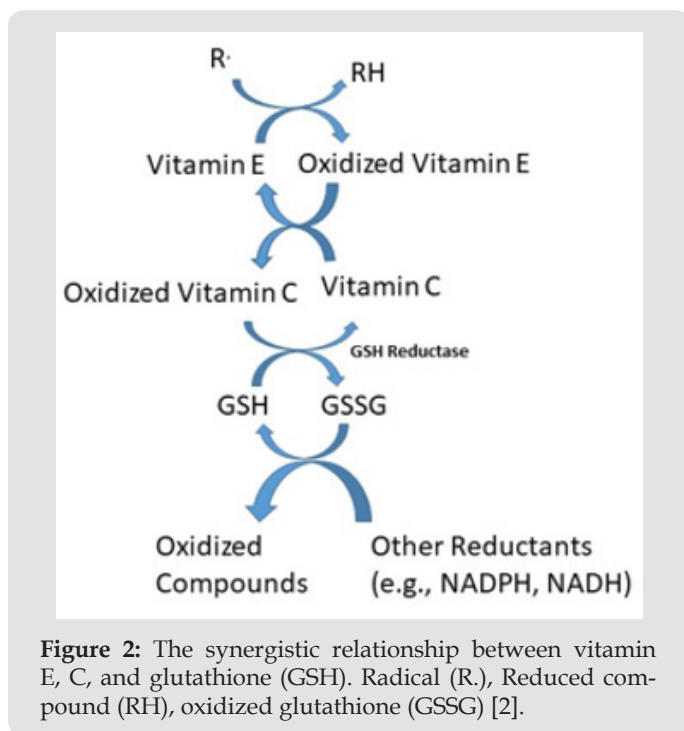 R·
RH
Vitamin E Oxidized Vitamin E
Oxidized Vitamin C Vitamin C
GSH Reductase
GSH GSSG
Oxidized Other Reductants
Compounds (e.g., NADPH, NADH)
Figure 2: The synergistic relationship between vitamin
E, C, and glutathione (GSH). Radical (R.), Reduced com-
pound (RH), oxidized glutathione (GSSG) [2].